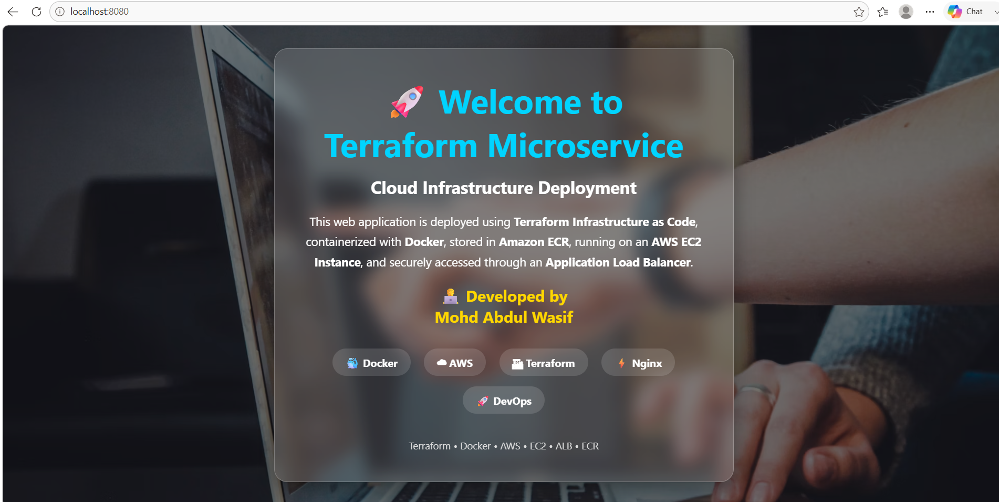 localhost:8080
Chat
🚀 Welcome to
Terraform Microservice
Cloud Infrastructure Deployment
This web application is deployed using Terraform Infrastructure as Code,
containerized with Docker, stored in Amazon ECR, running on an AWS EC2
Instance, and securely accessed through an Application Load Balancer.
👨‍💻 Developed by
Mohd Abdul Wasif
🐳 Docker
☁ AWS
🏗 Terraform
⚡ Nginx
🚀 DevOps
Terraform • Docker • AWS • EC2 • ALB • ECR